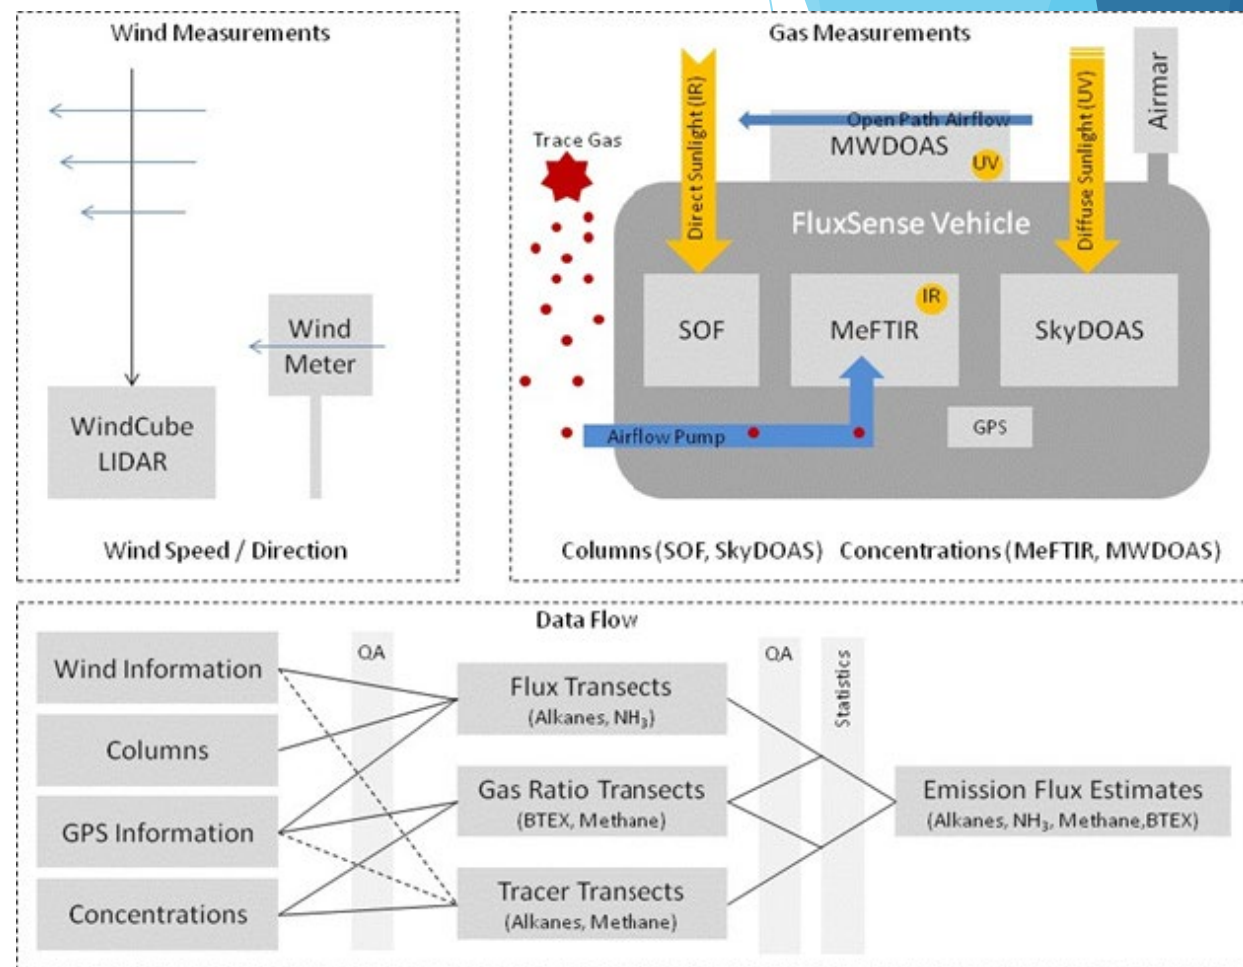 Wind Measurements
WindCube
LIDAR
Wind
Meter
Wind Speed / Direction
Gas Measurements
Trace Gas
Direct Sunlight (IR)
Open Path Airflow
MWDOAS
UV
Diffuse Sunlight (UV)
Airmar
FluxSense Vehicle
SOF
MeFTIR
IR
SkyDOAS
GPS
Airflow Pump
Columns (SOF, SkyDOAS) Concentrations (MeFTIR, MWDOAS)
Data Flow
Wind Information
Columns
GPS Information
Concentrations
QA
Flux Transects
(Alkanes, NH₃)
Gas Ratio Transects
(BTEX, Methane)
Tracer Transects
(Alkanes, Methane)
QA
Statistics
Emission Flux Estimates
(Alkanes, NH₃, Methane,BTEX)